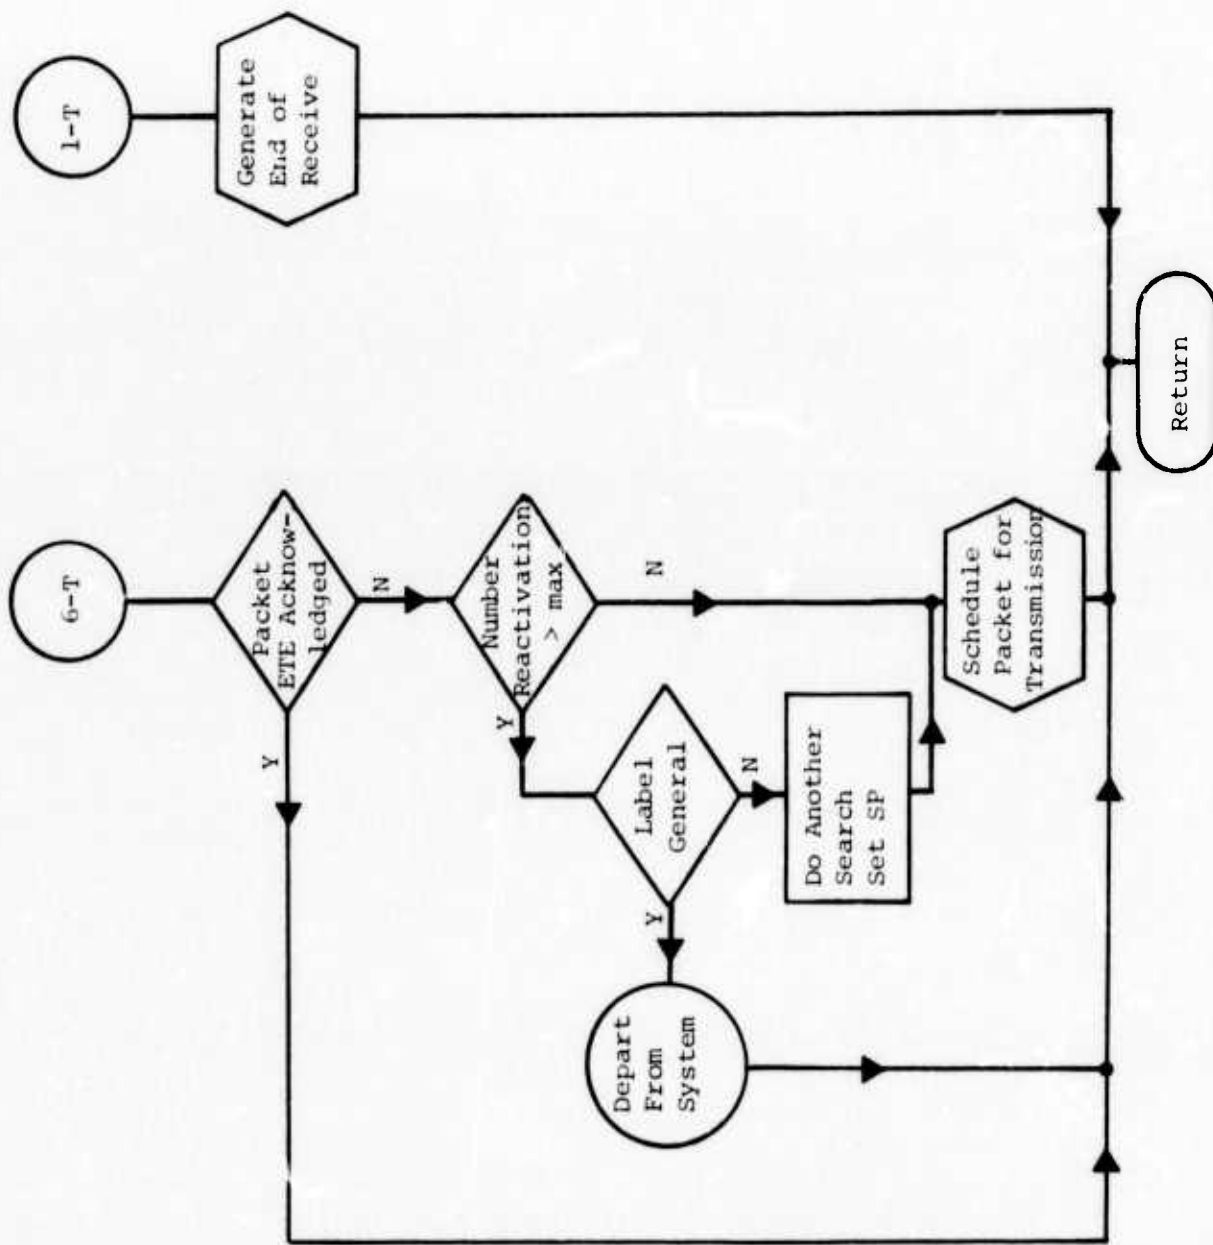 6-T
1-T
Packet
ETE Acknow-
ledged
Y
N
Generate
End of
Receive
Number
Reactivation
> max
Y
N
Label
General
Y
N
Depart
From
System
Do Another
Search
Set SP
Schedule
Packet for
Transmission
Return